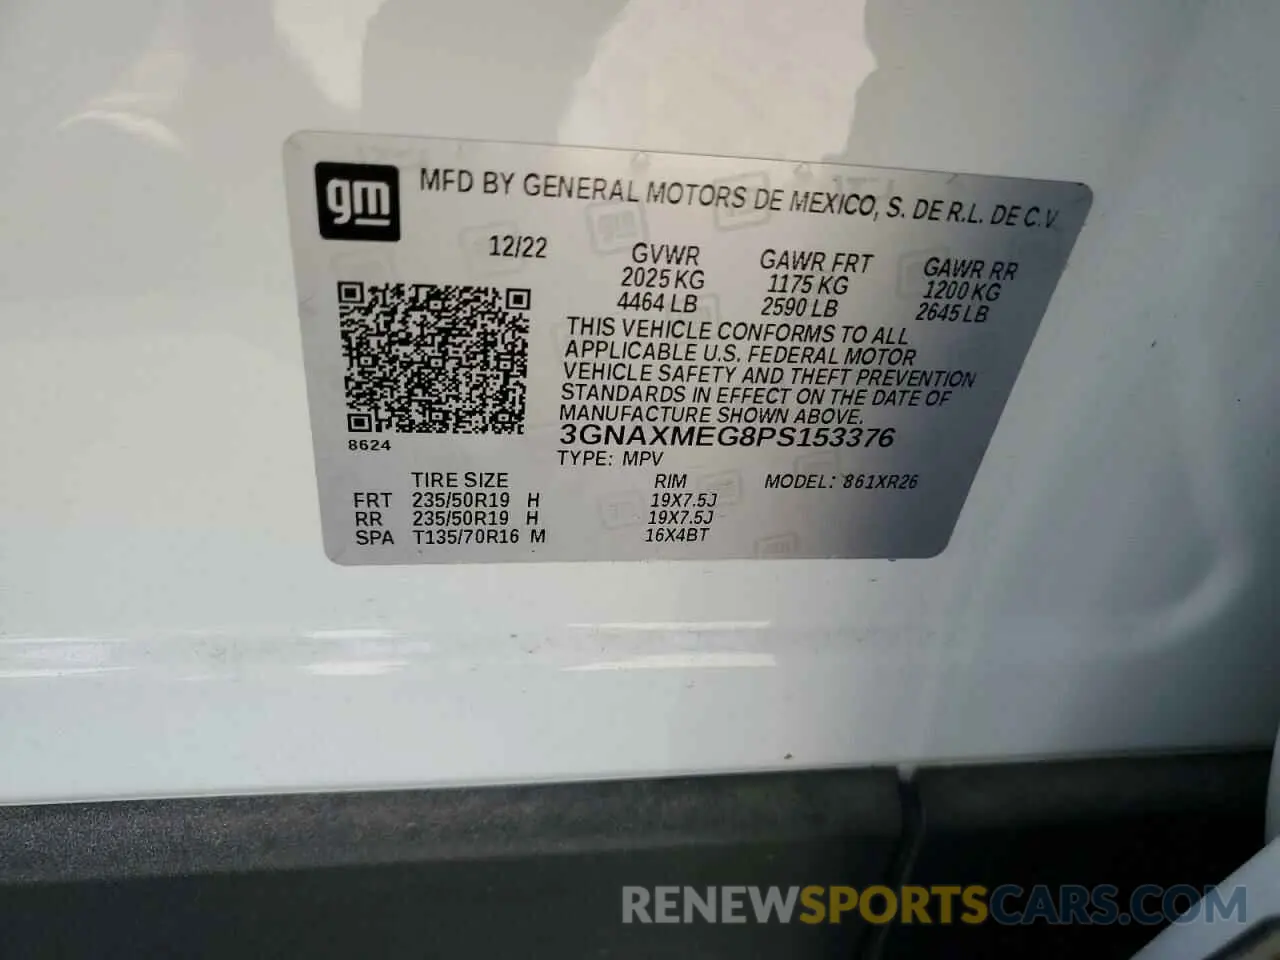 gm
MFD BY GENERAL MOTORS DE MEXICO, S. DE R.L. DE C.V.
12/22
GVWR GAWR FRT GAWR RR
2025 KG 1175 KG 1200 KG
4464 LB 2590 LB 2645 LB
THIS VEHICLE CONFORMS TO ALL
APPLICABLE U.S. FEDERAL MOTOR
VEHICLE SAFETY AND THEFT PREVENTION
STANDARDS IN EFFECT ON THE DATE OF
MANUFACTURE SHOWN ABOVE.
3GNAXMEG8PS153376
8624
TYPE: MPV
TIRE SIZE RIM MODEL: 861XR26
FRT 235/50R19 H 19X7.5J
RR 235/50R19 H 19X7.5J
SPA T135/70R16 M 16X4BT
RENEWSPORTSCARS.COM